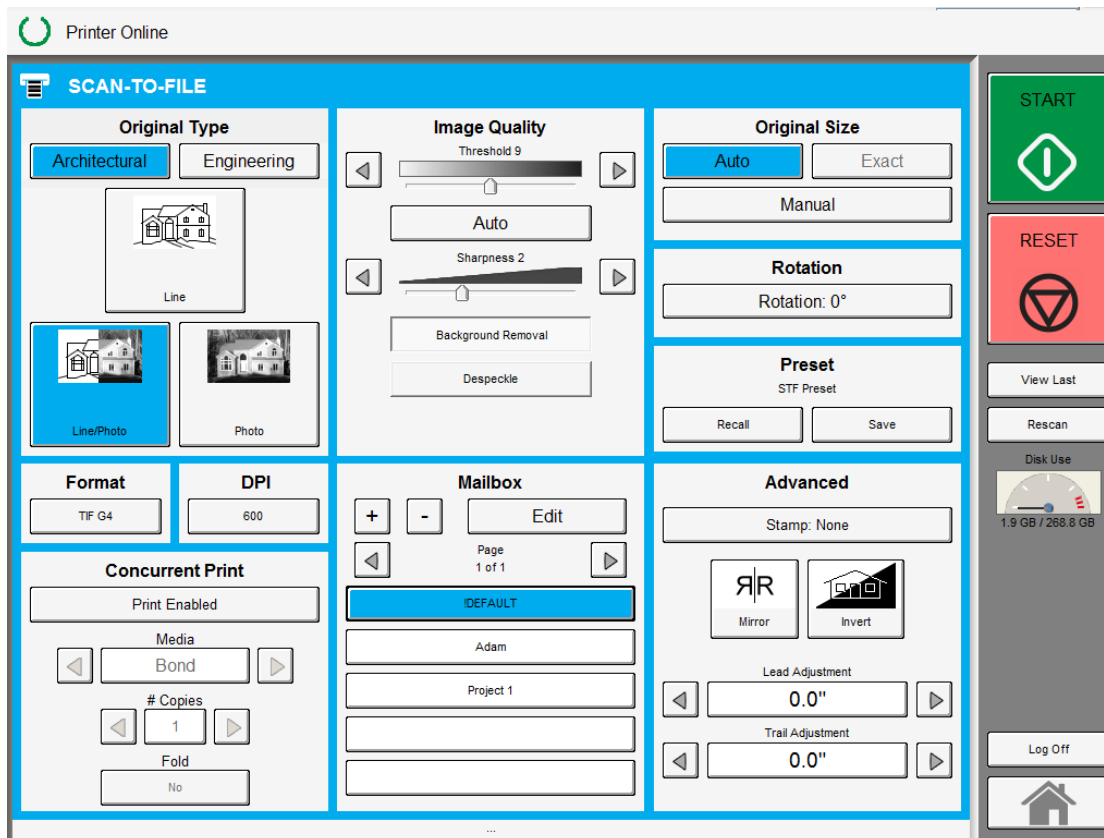 Printer Online
SCAN-TO-FILE
Original Type
Architectural
Engineering
Line
Line/Photo
Photo
Image Quality
Threshold 9
Auto
Sharpness 2
Background Removal
Despeckle
Original Size
Auto
Exact
Manual
Rotation
Rotation: 0°
Preset
STF Preset
Recall
Save
Format
TIF G4
DPI
600
Concurrent Print
Print Enabled
Media
Bond
# Copies
1
Fold
No
Mailbox
+
-
Edit
Page
1 of 1
!DEFAULT
Adam
Project 1
Advanced
Stamp: None
ЯR
Mirror
Invert
Lead Adjustment
0.0"
Trail Adjustment
0.0"
...
START
RESET
View Last
Rescan
Disk Use
1.9 GB / 268.8 GB
Log Off